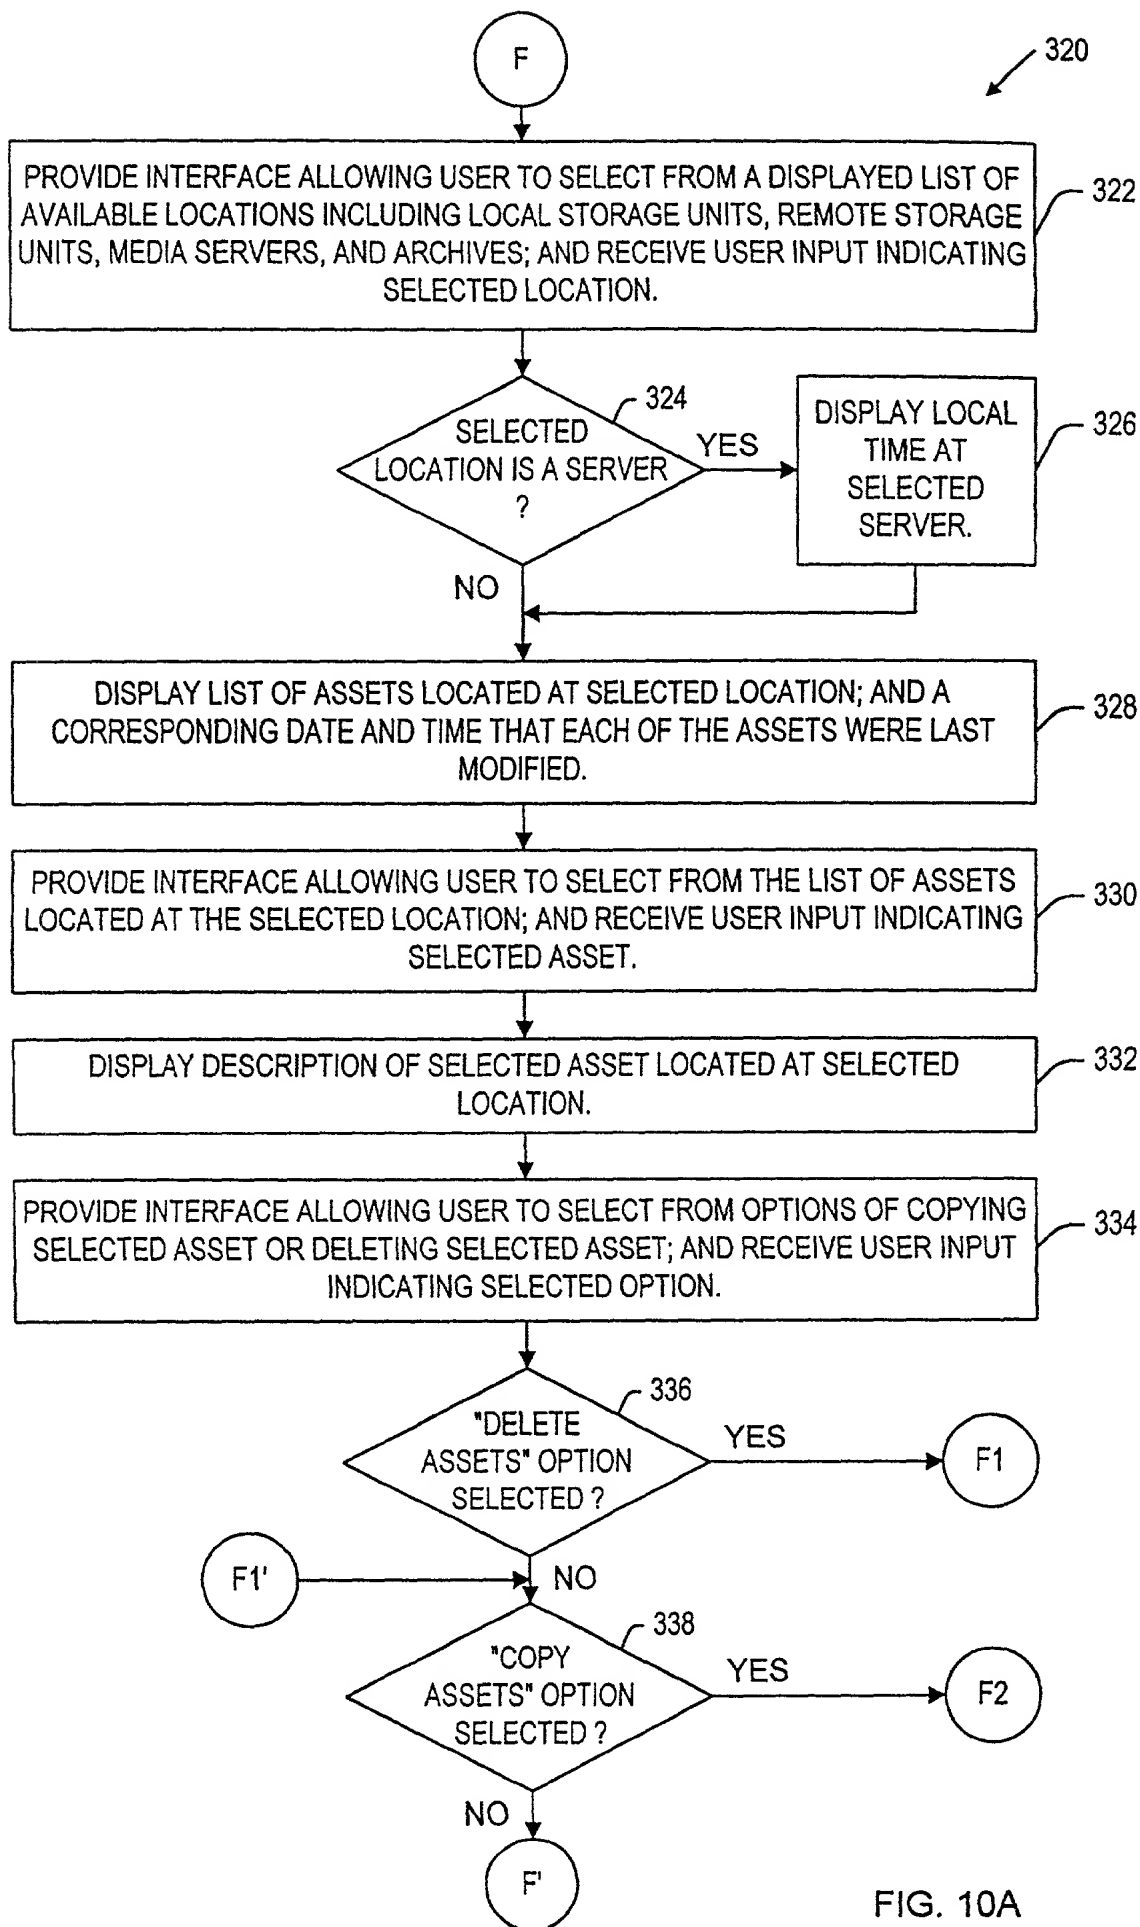 F
320
PROVIDE INTERFACE ALLOWING USER TO SELECT FROM A DISPLAYED LIST OF
AVAILABLE LOCATIONS INCLUDING LOCAL STORAGE UNITS, REMOTE STORAGE
UNITS, MEDIA SERVERS, AND ARCHIVES; AND RECEIVE USER INPUT INDICATING
SELECTED LOCATION.
322
SELECTED
LOCATION IS A SERVER
?
324
YES
DISPLAY LOCAL
TIME AT
SELECTED
SERVER.
326
NO
DISPLAY LIST OF ASSETS LOCATED AT SELECTED LOCATION; AND A
CORRESPONDING DATE AND TIME THAT EACH OF THE ASSETS WERE LAST
MODIFIED.
328
PROVIDE INTERFACE ALLOWING USER TO SELECT FROM THE LIST OF ASSETS
LOCATED AT THE SELECTED LOCATION; AND RECEIVE USER INPUT INDICATING
SELECTED ASSET.
330
DISPLAY DESCRIPTION OF SELECTED ASSET LOCATED AT SELECTED
LOCATION.
332
PROVIDE INTERFACE ALLOWING USER TO SELECT FROM OPTIONS OF COPYING
SELECTED ASSET OR DELETING SELECTED ASSET; AND RECEIVE USER INPUT
INDICATING SELECTED OPTION.
334
"DELETE
ASSETS" OPTION
SELECTED ?
336
YES
F1
F1'
NO
"COPY
ASSETS" OPTION
SELECTED ?
338
YES
F2
NO
F'
FIG. 10A